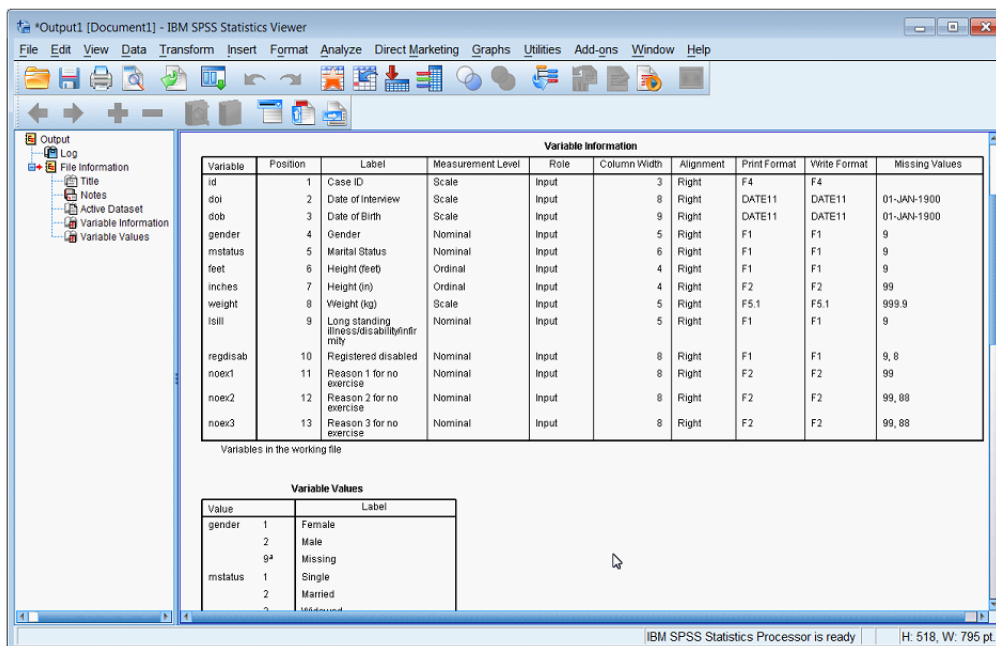 *Output1 [Document1] - IBM SPSS Statistics Viewer
File Edit View Data Transform Insert Format Analyze Direct Marketing Graphs Utilities Add-ons Window Help
Output
Log
File Information
Title
Notes
Active Dataset
Variable Information
Variable Values
Variable Information
Variable Position Label Measurement Level Role Column Width Alignment Print Format Write Format Missing Values
id 1 Case ID Scale Input 3 Right F4 F4
doi 2 Date of Interview Scale Input 8 Right DATE11 DATE11 01-JAN-1900
dob 3 Date of Birth Scale Input 9 Right DATE11 DATE11 01-JAN-1900
gender 4 Gender Nominal Input 5 Right F1 F1 9
mstatus 5 Marital Status Nominal Input 6 Right F1 F1 9
feet 6 Height (feet) Ordinal Input 4 Right F1 F1 9
inches 7 Height (in) Ordinal Input 4 Right F2 F2 99
weight 8 Weight (kg) Scale Input 5 Right F5.1 F5.1 999.9
lsill 9 Long standing Nominal Input 5 Right F1 F1 9
illness/disability/infir
mity
regdisab 10 Registered disabled Nominal Input 8 Right F1 F1 9, 8
noex1 11 Reason 1 for no Nominal Input 8 Right F2 F2 99
exercise
noex2 12 Reason 2 for no Nominal Input 8 Right F2 F2 99, 88
exercise
noex3 13 Reason 3 for no Nominal Input 8 Right F2 F2 99, 88
exercise
Variables in the working file
Variable Values
Value Label
gender 1 Female
2 Male
9a Missing
mstatus 1 Single
2 Married
3 Widowed
IBM SPSS Statistics Processor is ready H: 518, W: 795 pt.